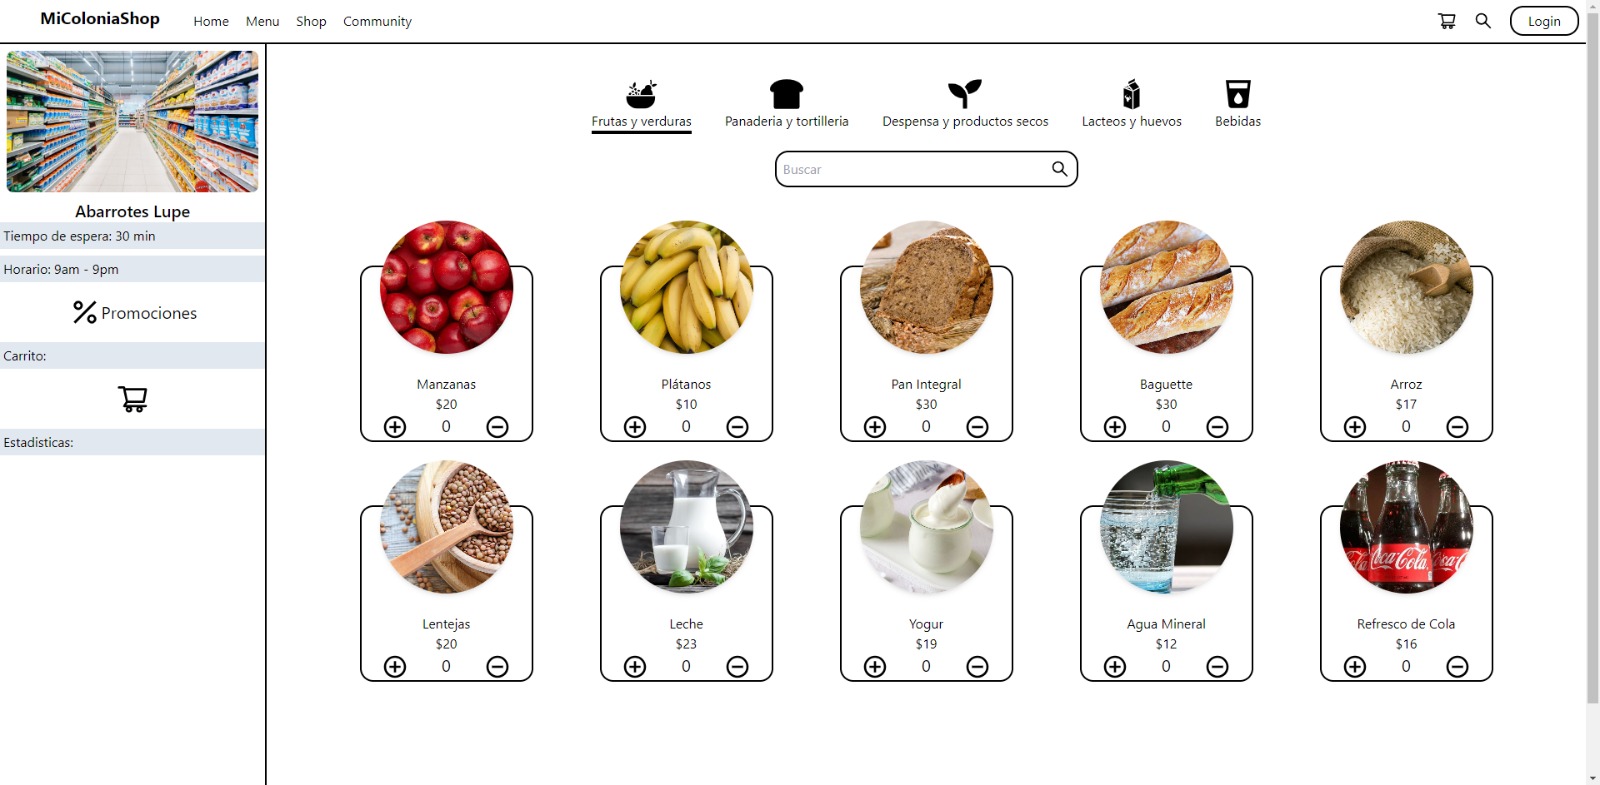 MiColoniaShop
Home Menu Shop Community
Login
Abarrotes Lupe
Tiempo de espera: 30 min
Horario: 9am - 9pm
Promociones
Carrito:
Estadisticas:
Frutas y verduras
Panaderia y tortilleria
Despensa y productos secos
Lacteos y huevos
Bebidas
Buscar
Manzanas
$20
0
Plátanos
$10
0
Pan Integral
$30
0
Baguette
$30
0
Arroz
$17
0
Lentejas
$20
0
Leche
$23
0
Yogur
$19
0
Agua Mineral
$12
0
Refresco de Cola
$16
0
Coca-Cola